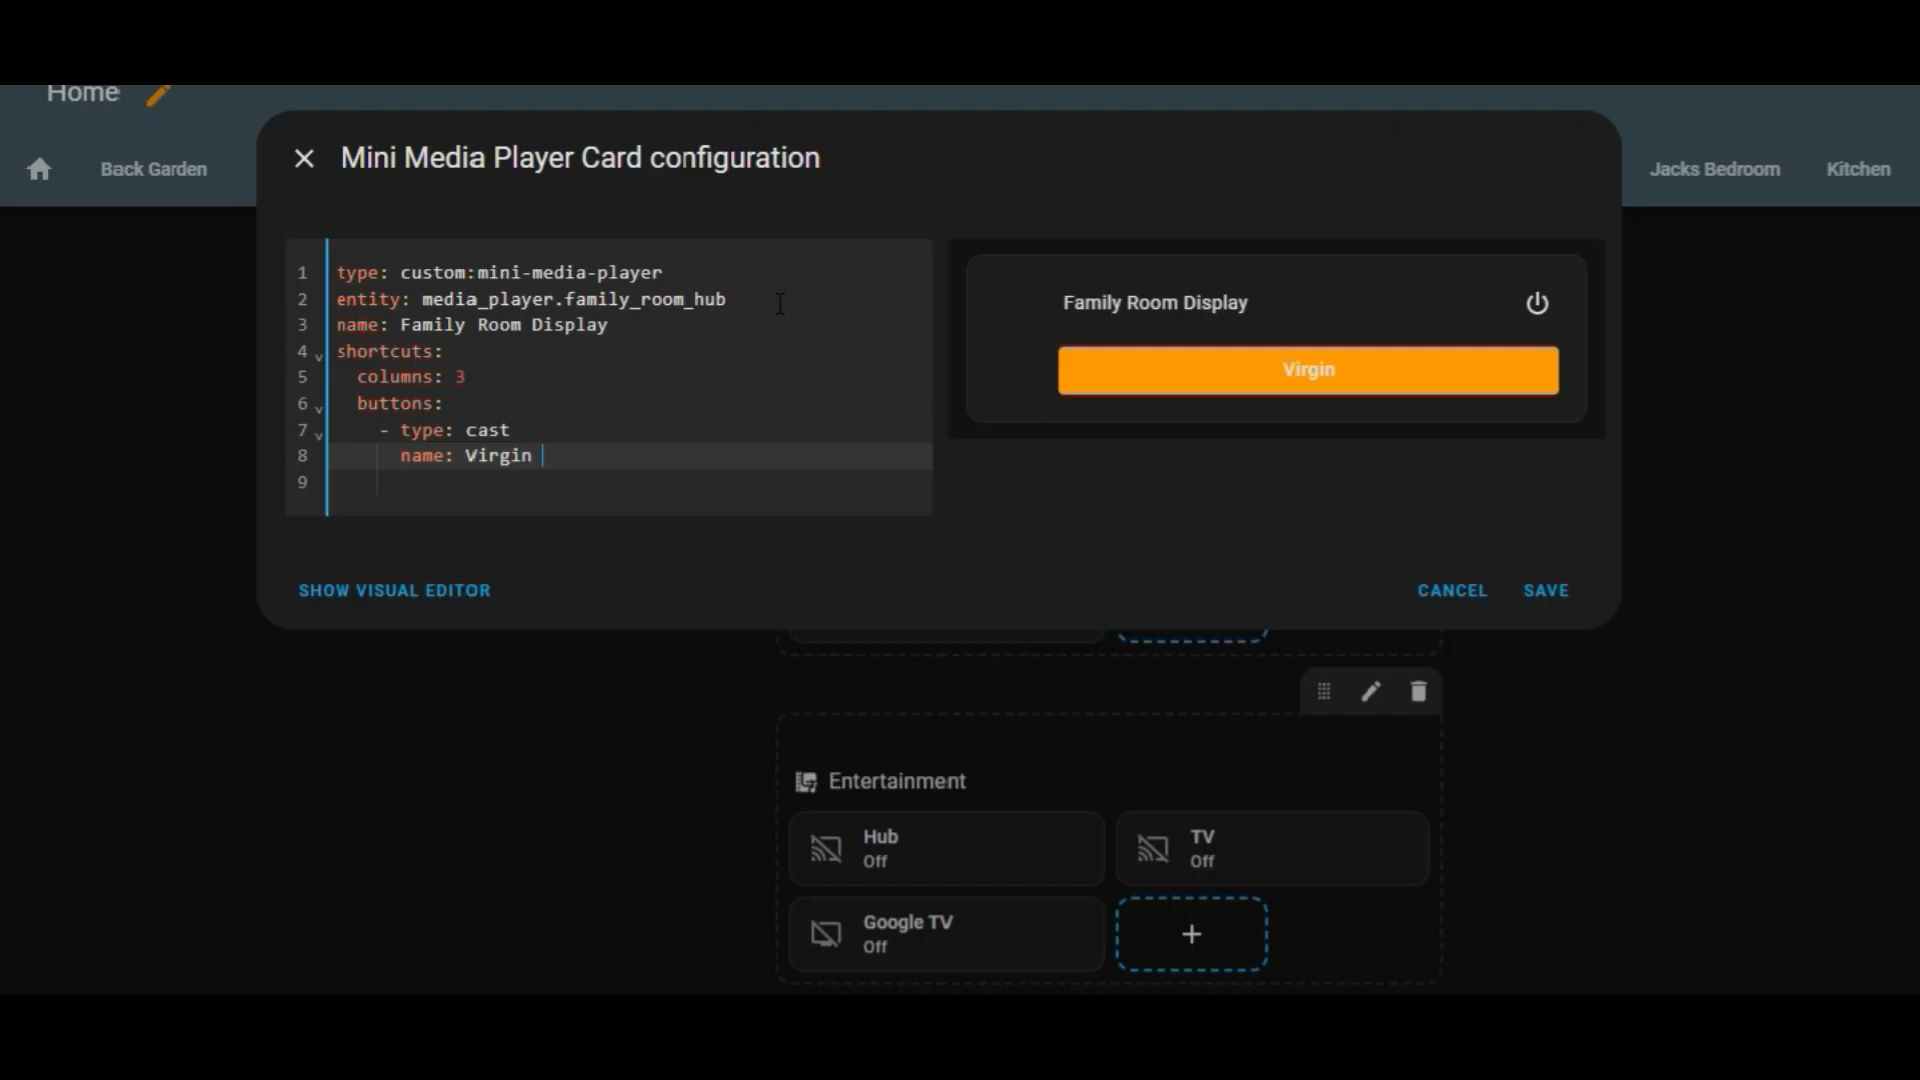 Home
Back Garden
Jacks Bedroom
Kitchen
Mini Media Player Card configuration
1 type: custom:mini-media-player
2 entity: media_player.family_room_hub
3 name: Family Room Display
4 shortcuts:
5 columns: 3
6 buttons:
7 - type: cast
8 name: Virgin
9
Family Room Display
Virgin
SHOW VISUAL EDITOR
CANCEL
SAVE
Entertainment
Hub
Off
TV
Off
Google TV
Off